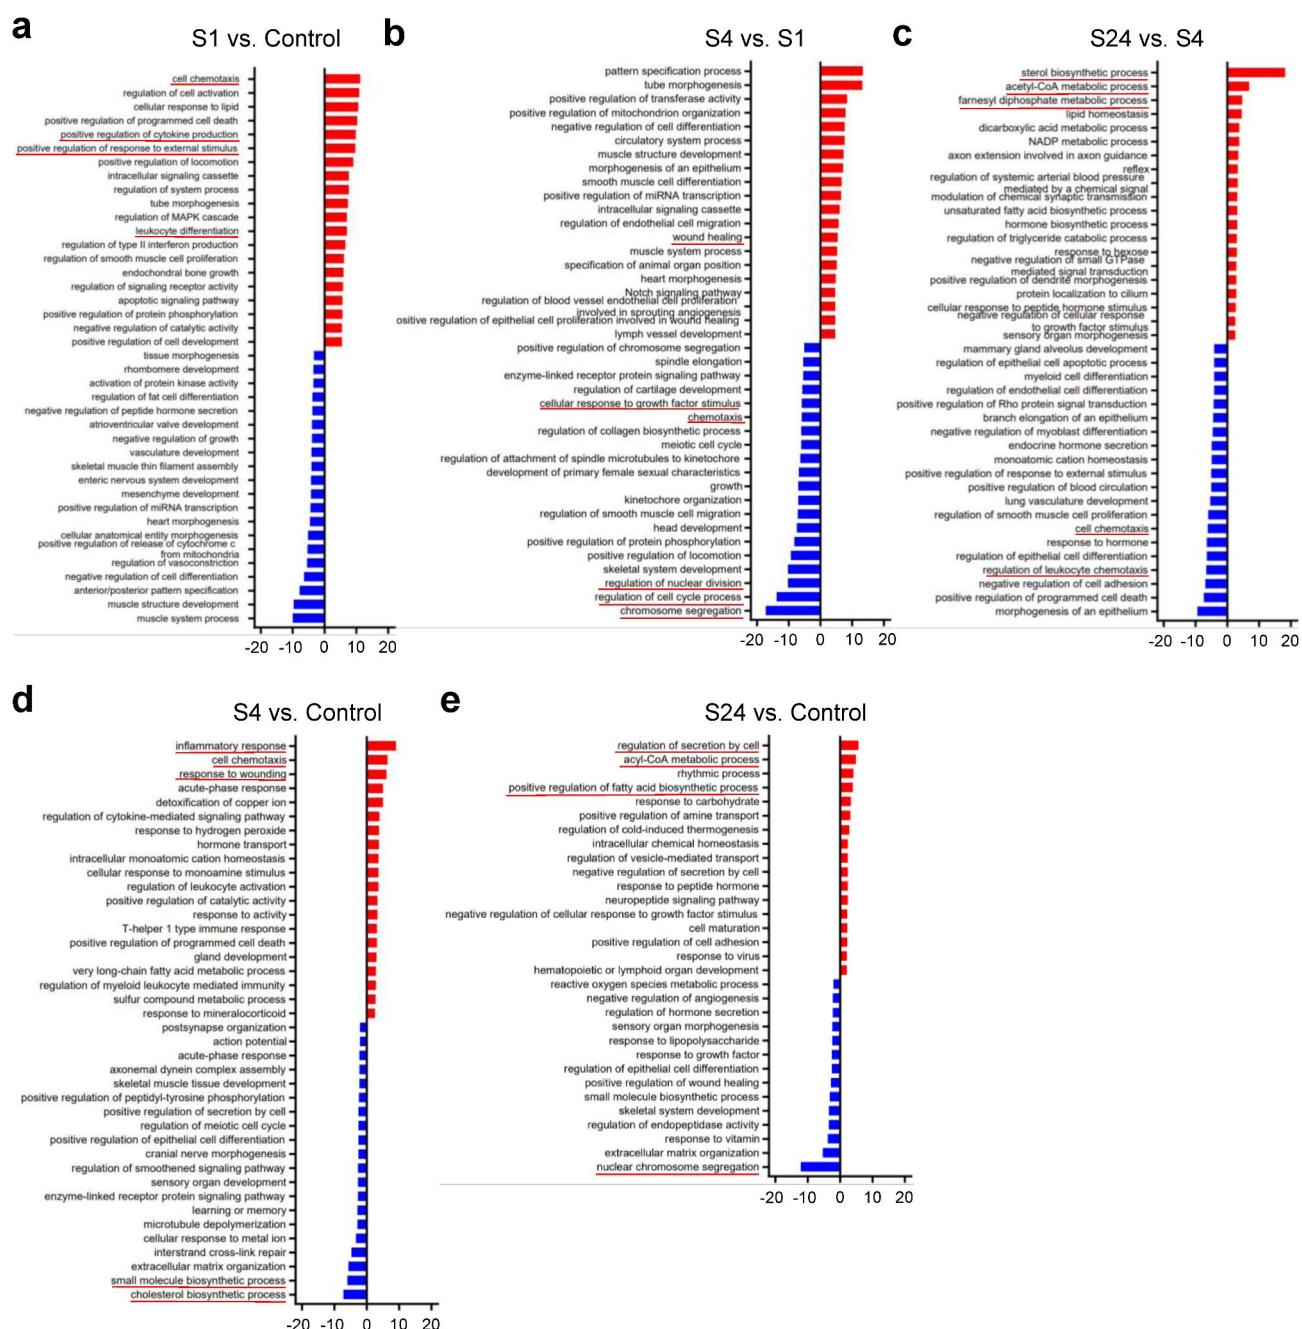 a
S1 vs. Control
cell chemotaxis
regulation of cell activation
cellular response to lipid
positive regulation of programmed cell death
positive regulation of cytokine production
positive regulation of response to external stimulus
positive regulation of locomotion
intracellular signaling cassette
regulation of system process
tube morphogenesis
regulation of MAPK cascade
leukocyte differentiation
regulation of type II interferon production
regulation of smooth muscle cell proliferation
endochondral bone growth
regulation of signaling receptor activity
apoptotic signaling pathway
positive regulation of protein phosphorylation
negative regulation of catalytic activity
positive regulation of cell development
tissue morphogenesis
rhombomere development
activation of protein kinase activity
regulation of fat cell differentiation
negative regulation of peptide hormone secretion
atrioventricular valve development
negative regulation of growth
vasculature development
skeletal muscle thin filament assembly
enteric nervous system development
mesenchyme development
positive regulation of miRNA transcription
heart morphogenesis
cellular anatomical entity morphogenesis
positive regulation of release of cytochrome c
from mitochondria
regulation of vasoconstriction
negative regulation of cell differentiation
anterior/posterior pattern specification
muscle structure development
muscle system process
-20 -10 0 10 20
b
S4 vs. S1
pattern specification process
tube morphogenesis
positive regulation of transferase activity
positive regulation of mitochondrion organization
negative regulation of cell differentiation
circulatory system process
muscle structure development
morphogenesis of an epithelium
smooth muscle cell differentiation
positive regulation of miRNA transcription
intracellular signaling cassette
regulation of endothelial cell migration
wound healing
muscle system process
specification of animal organ position
heart morphogenesis
Notch signaling pathway
regulation of blood vessel endothelial cell proliferation
involved in sprouting angiogenesis
ositive regulation of epithelial cell proliferation involved in wound healing
lymph vessel development
positive regulation of chromosome segregation
spindle elongation
enzyme-linked receptor protein signaling pathway
regulation of cartilage development
cellular response to growth factor stimulus
chemotaxis
regulation of collagen biosynthetic process
meiotic cell cycle
regulation of attachment of spindle microtubules to kinetochore
development of primary female sexual characteristics
growth
kinetochore organization
regulation of smooth muscle cell migration
head development
positive regulation of protein phosphorylation
positive regulation of locomotion
skeletal system development
regulation of nuclear division
regulation of cell cycle process
chromosome segregation
-20 -10 0 10 20
c
S24 vs. S4
sterol biosynthetic process
acetyl-CoA metabolic process
farnesyl diphosphate metabolic process
lipid homeostasis
dicarboxylic acid metabolic process
NADP metabolic process
axon extension involved in axon guidance
reflex
regulation of systemic arterial blood pressure
mediated by a chemical signal
modulation of chemical synaptic transmission
unsaturated fatty acid biosynthetic process
hormone biosynthetic process
regulation of triglyceride catabolic process
response to hexose
negative regulation of small GTPase
mediated signal transduction
positive regulation of dendrite morphogenesis
protein localization to cilium
cellular response to peptide hormone stimulus
negative regulation of cellular response
to growth factor stimulus
sensory organ morphogenesis
mammary gland alveolus development
regulation of epithelial cell apoptotic process
myeloid cell differentiation
regulation of endothelial cell differentiation
positive regulation of Rho protein signal transduction
branch elongation of an epithelium
negative regulation of myoblast differentiation
endocrine hormone secretion
monoatomic cation homeostasis
positive regulation of response to external stimulus
positive regulation of blood circulation
lung vasculature development
regulation of smooth muscle cell proliferation
cell chemotaxis
response to hormone
regulation of epithelial cell differentiation
regulation of leukocyte chemotaxis
negative regulation of cell adhesion
positive regulation of programmed cell death
morphogenesis of an epithelium
-20 -10 0 10 20
d
S4 vs. Control
inflammatory response
cell chemotaxis
response to wounding
acute-phase response
detoxification of copper ion
regulation of cytokine-mediated signaling pathway
response to hydrogen peroxide
hormone transport
intracellular monoatomic cation homeostasis
cellular response to monoamine stimulus
regulation of leukocyte activation
positive regulation of catalytic activity
response to activity
T-helper 1 type immune response
positive regulation of programmed cell death
gland development
very long-chain fatty acid metabolic process
regulation of myeloid leukocyte mediated immunity
sulfur compound metabolic process
response to mineralocorticoid
postsynapse organization
action potential
acute-phase response
axonemal dynein complex assembly
skeletal muscle tissue development
positive regulation of peptidyl-tyrosine phosphorylation
positive regulation of secretion by cell
regulation of meiotic cell cycle
positive regulation of epithelial cell differentiation
cranial nerve morphogenesis
regulation of smoothened signaling pathway
sensory organ development
enzyme-linked receptor protein signaling pathway
learning or memory
microtubule depolymerization
cellular response to metal ion
interstrand cross-link repair
extracellular matrix organization
small molecule biosynthetic process
cholesterol biosynthetic process
-20 -10 0 10 20
e
S24 vs. Control
regulation of secretion by cell
acyl-CoA metabolic process
rhythmic process
positive regulation of fatty acid biosynthetic process
response to carbohydrate
positive regulation of amine transport
regulation of cold-induced thermogenesis
intracellular chemical homeostasis
regulation of vesicle-mediated transport
negative regulation of secretion by cell
response to peptide hormone
neuropeptide signaling pathway
negative regulation of cellular response to growth factor stimulus
cell maturation
positive regulation of cell adhesion
response to virus
hematopoietic or lymphoid organ development
reactive oxygen species metabolic process
negative regulation of angiogenesis
regulation of hormone secretion
sensory organ morphogenesis
response to lipopolysaccharide
response to growth factor
regulation of epithelial cell differentiation
positive regulation of wound healing
small molecule biosynthetic process
skeletal system development
regulation of endopeptidase activity
response to vitamin
extracellular matrix organization
nuclear chromosome segregation
-20 -10 0 10 20